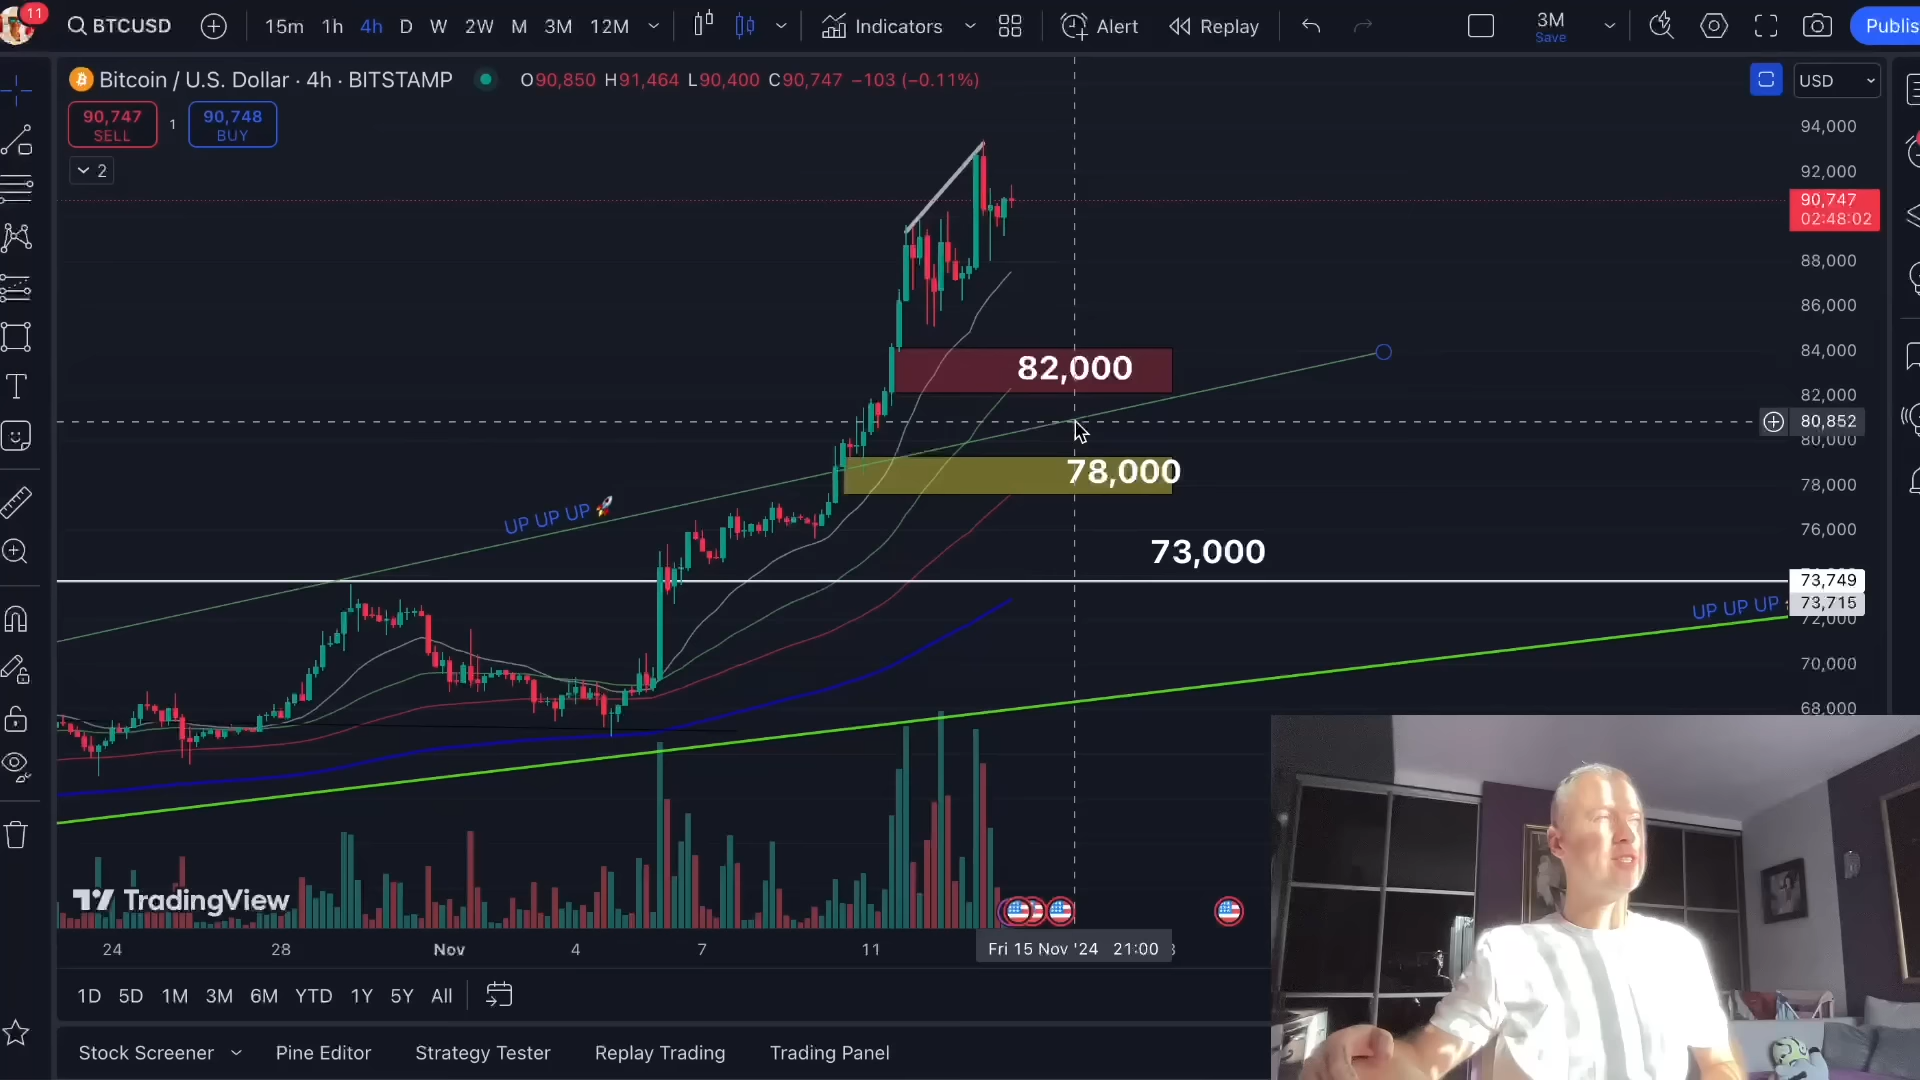 11
BTCUSD
15m 1h 4h D W 2W M 3M 12M
Indicators
Alert
Replay
3M
Save
Publis
Bitcoin / U.S. Dollar · 4h · BITSTAMP
O90,850 H91,464 L90,400 C90,747 −103 (−0.11%)
USD
90,747
SELL
1
90,748
BUY
2
94,000
92,000
90,747
02:48:02
88,000
86,000
84,000
82,000
80,852
80,000
78,000
76,000
73,749
73,715
72,000
70,000
68,000
82,000
78,000
73,000
UP UP UP 🚀
UP UP UP
TradingView
24 28 Nov 4 7 11
Fri 15 Nov '24 21:00
1D 5D 1M 3M 6M YTD 1Y 5Y All
Stock Screener
Pine Editor
Strategy Tester
Replay Trading
Trading Panel